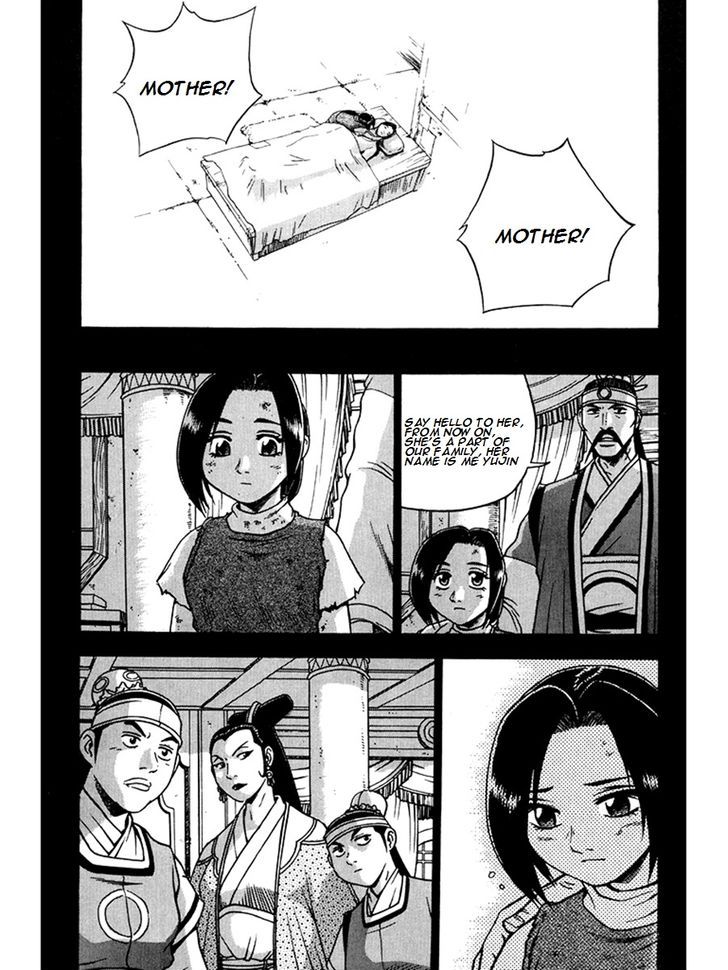 MOTHER!
MOTHER!
SAY HELLO TO HER,
FROM NOW ON,
SHE'S A PART OF
OUR FAMILY, HER
NAME IS ME YUJIN